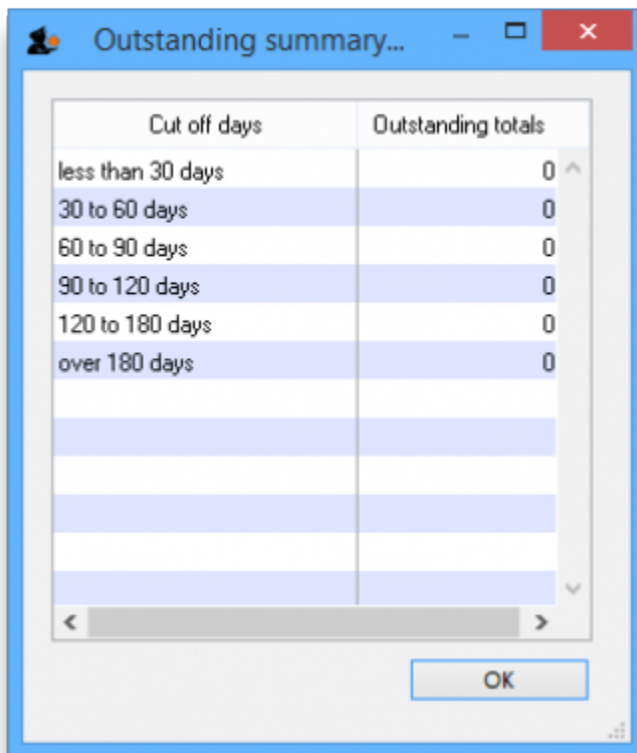 Outstanding summary...
Cut off days Outstanding totals
less than 30 days 0
30 to 60 days 0
60 to 90 days 0
90 to 120 days 0
120 to 180 days 0
over 180 days 0
OK